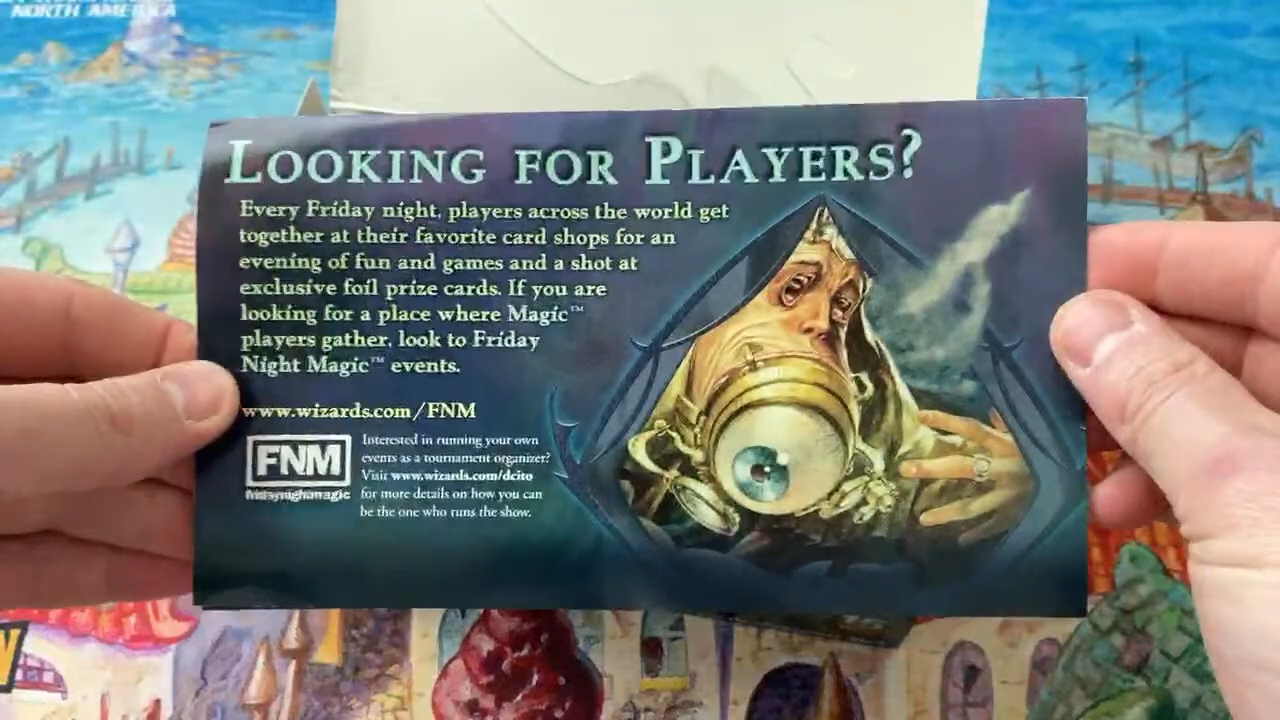 NORTH AMERICA
LOOKING FOR PLAYERS?
Every Friday night, players across the world get
together at their favorite card shops for an
evening of fun and games and a shot at
exclusive foil prize cards. If you are
looking for a place where Magic™
players gather, look to Friday
Night Magic™ events.
www.wizards.com/FNM
FNM
fridaynightmagic
Interested in running your own
events as a tournament organizer?
Visit www.wizards.com/dcito
for more details on how you can
be the one who runs the show.